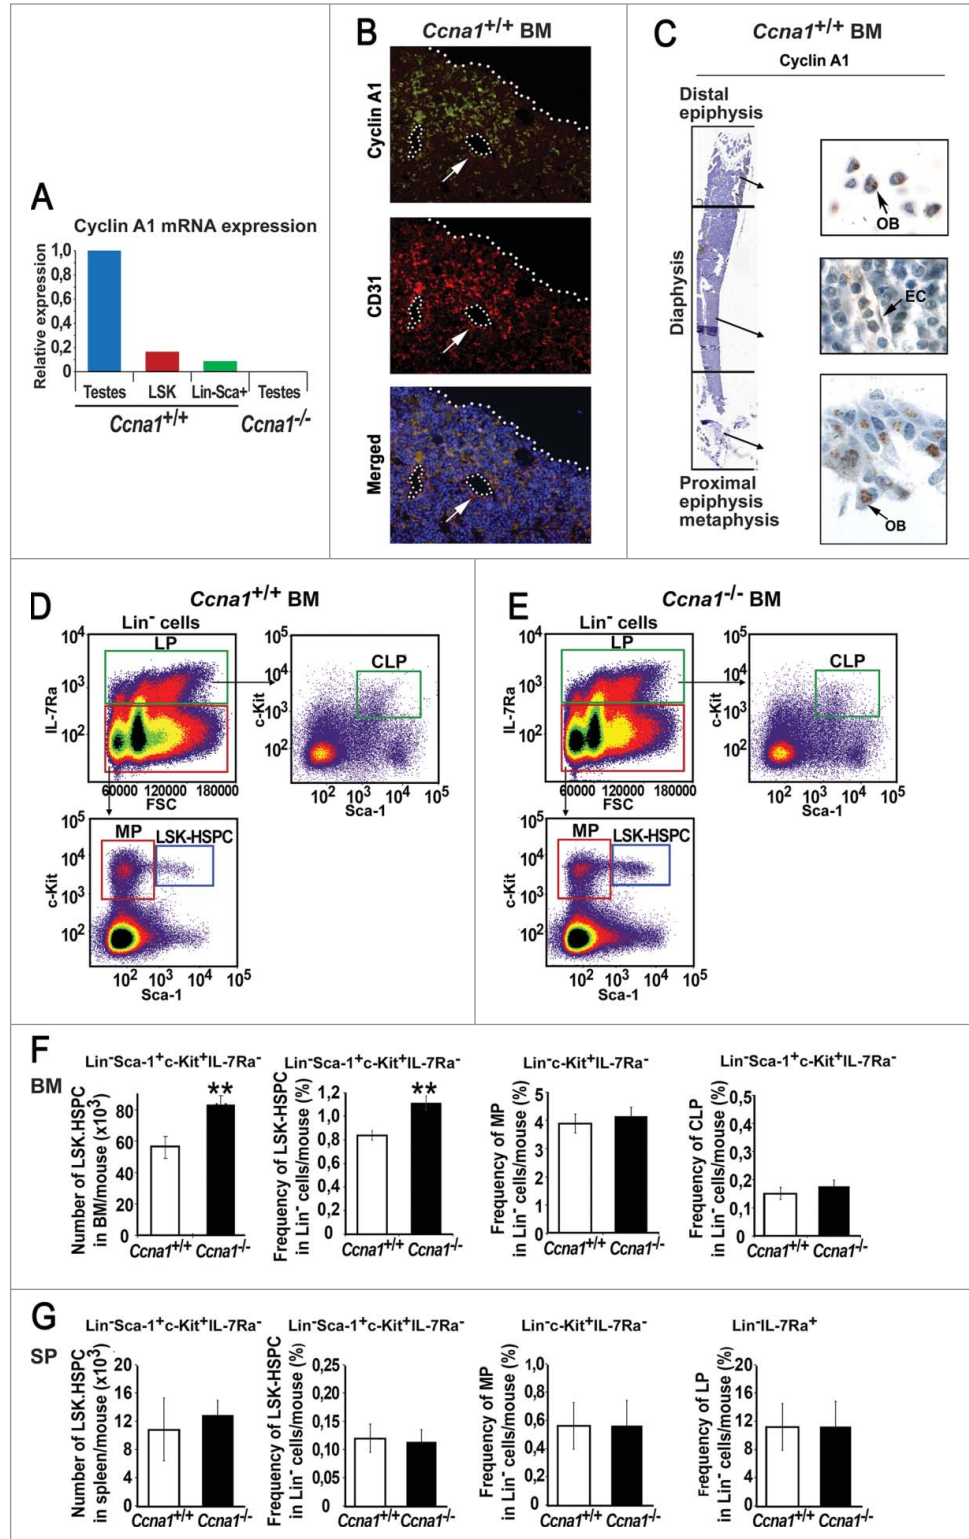 A
Cyclin A1 mRNA expression
Relative expression
1,0
0,8
0,6
0,4
0,2
0
Testes LSK Lin-Sca+ Testes
Ccna1+/+ Ccna1-/-
B
Ccna1+/+ BM
Cyclin A1
CD31
Merged
C
Ccna1+/+ BM
Cyclin A1
Distal
epiphysis
Diaphysis
Proximal
epiphysis
metaphysis
OB
EC
OB
D
Ccna1+/+ BM
Lin- cells
LP
IL-7Ra
10^4
10^3
10^2
60000 120000 180000
FSC
CLP
c-Kit
10^5
10^4
10^3
10^2
10^2 10^3 10^4 10^5
Sca-1
MP LSK-HSPC
c-Kit
10^5
10^4
10^3
10^2
10^2 10^3 10^4 10^5
Sca-1
E
Ccna1-/- BM
Lin- cells
LP
IL-7Ra
10^4
10^3
10^2
60000 120000 180000
FSC
CLP
c-Kit
10^5
10^4
10^3
10^2
10^2 10^3 10^4 10^5
Sca-1
MP LSK-HSPC
c-Kit
10^5
10^4
10^3
10^2
10^2 10^3 10^4 10^5
Sca-1
F
BM
Lin-Sca-1+c-Kit+IL-7Ra-
Number of LSK.HSPC
in BM/mouse (x10^3)
80
60
40
20
0
**
Ccna1+/+ Ccna1-/-
Lin-Sca-1+c-Kit+IL-7Ra-
Frequency of LSK-HSPC
in Lin- cells/mouse (%)
1,2
1,0
0,8
0,6
0,4
0,2
0
**
Ccna1+/+ Ccna1-/-
Lin-c-Kit+IL-7Ra-
Frequency of MP
in Lin- cells/mouse (%)
5
4
3
2
1
0
Ccna1+/+ Ccna1-/-
Lin-Sca-1+c-Kit+IL-7Ra-
Frequency of CLP
in Lin- cells/mouse (%)
0,5
0,4
0,3
0,2
0,1
0
Ccna1+/+ Ccna1-/-
G
SP
Lin-Sca-1+c-Kit+IL-7Ra-
Number of LSK.HSPC
in spleen/mouse (x10^3)
20
16
12
8
4
0
Ccna1+/+ Ccna1-/-
Lin-Sca-1+c-Kit+IL-7Ra-
Frequency of LSK-HSPC
in Lin- cells/mouse (%)
0,25
0,20
0,15
0,10
0,05
0
Ccna1+/+ Ccna1-/-
Lin-c-Kit+IL-7Ra-
Frequency of MP
in Lin- cells/mouse (%)
1,0
0,8
0,6
0,4
0,2
0
Ccna1+/+ Ccna1-/-
Lin-IL-7Ra+
Frequency of LP
in Lin- cells/mouse (%)
20
16
12
8
4
0
Ccna1+/+ Ccna1-/-